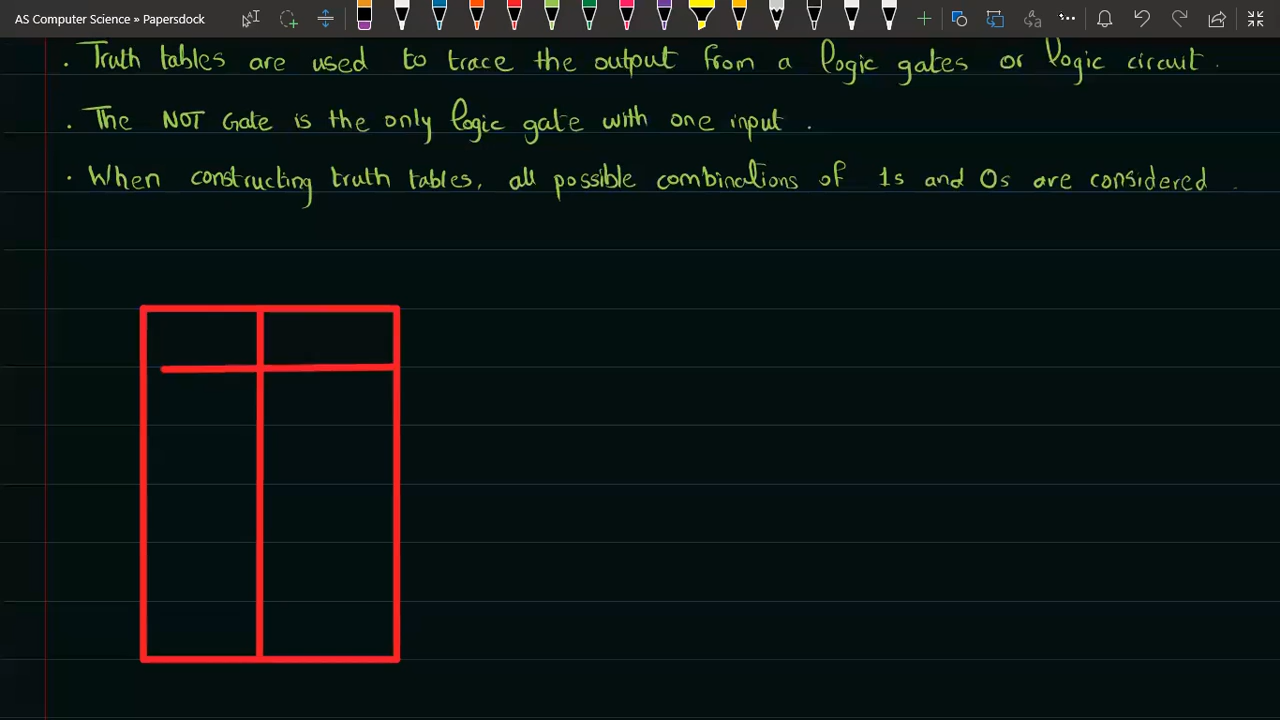 AS Computer Science » Papersdock
. Truth tables are used to trace the output from a logic gates or logic circuit.
. The NOT Gate is the only logic gate with one input.
. When constructing truth tables, all possible combinations of 1s and 0s are considered.